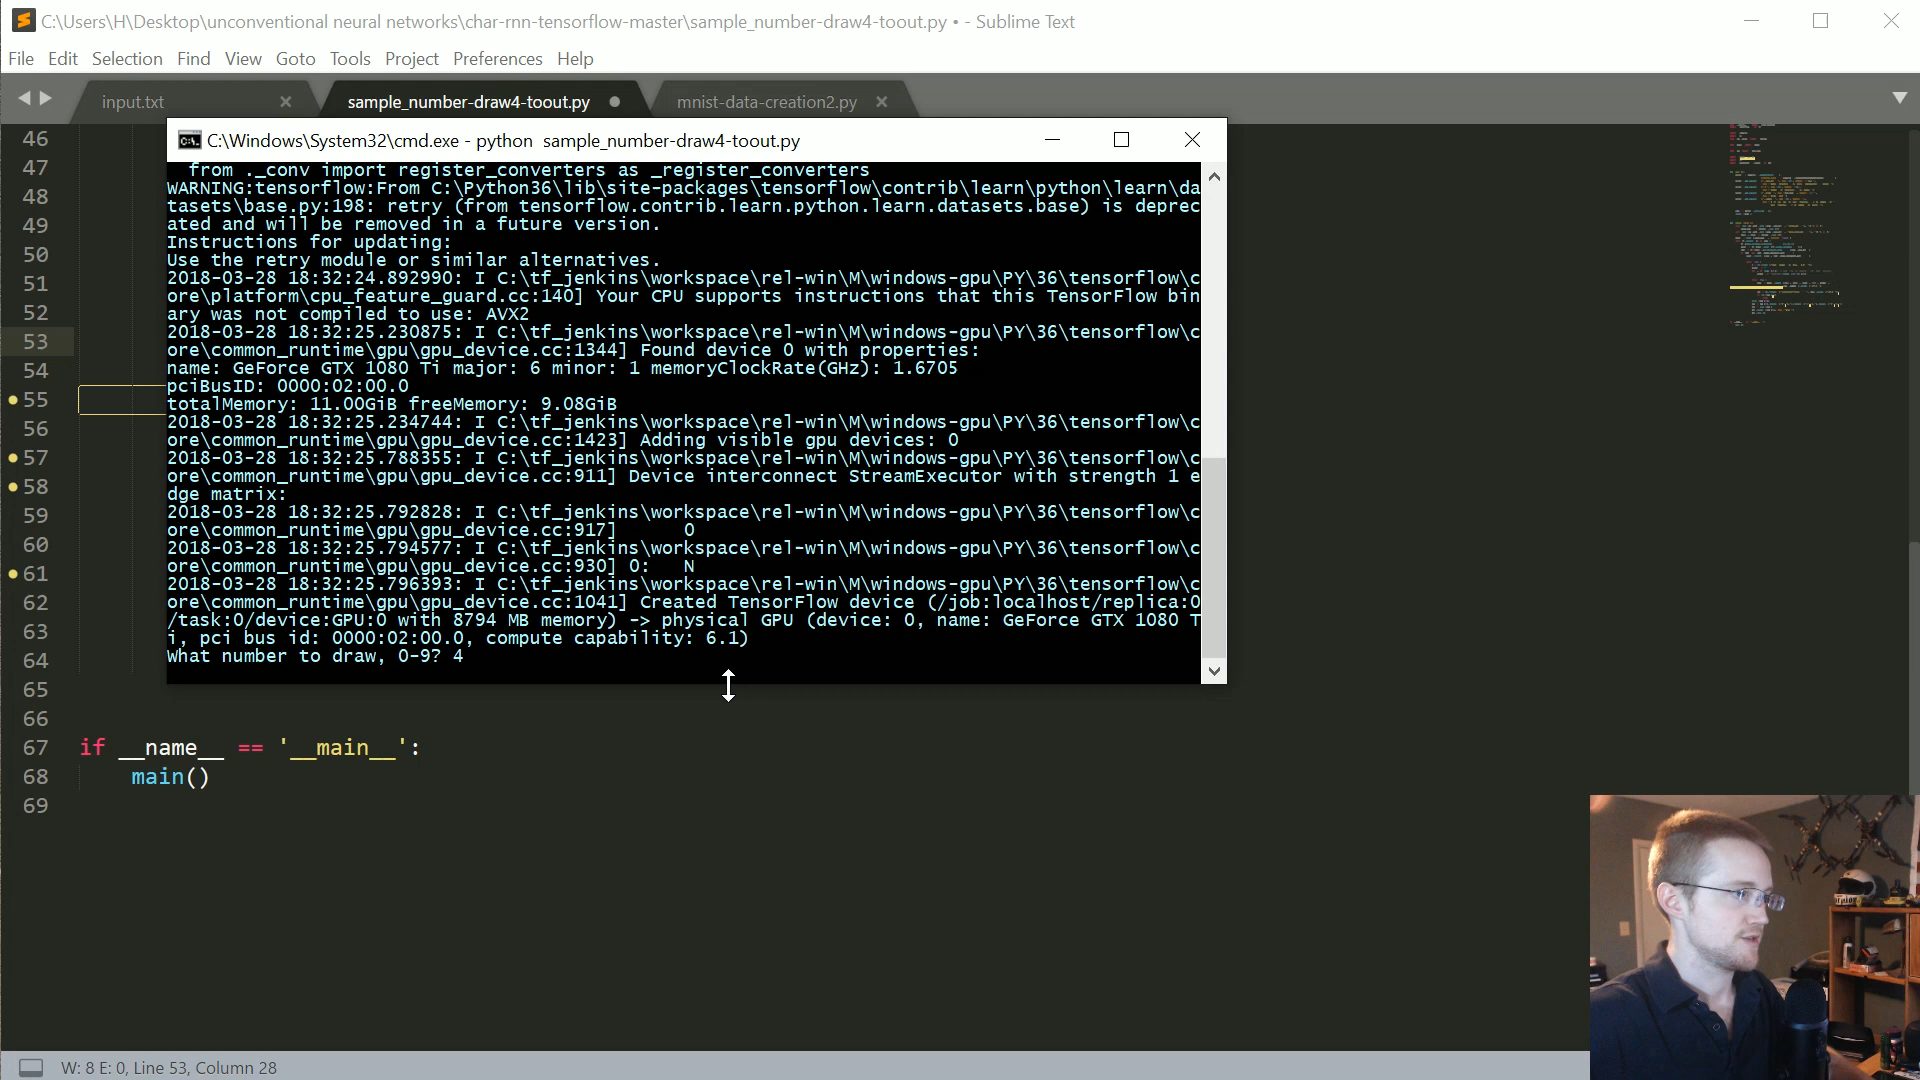 C:\Users\H\Desktop\unconventional neural networks\char-rnn-tensorflow-master\sample_number-draw4-toout.py • - Sublime Text
File Edit Selection Find View Goto Tools Project Preferences Help
input.txt sample_number-draw4-toout.py mnist-data-creation2.py
C:\Windows\System32\cmd.exe - python  sample_number-draw4-toout.py
from ._conv import register_converters as _register_converters
WARNING:tensorflow:From C:\Python36\lib\site-packages\tensorflow\contrib\learn\python\learn\da
tasets\base.py:198: retry (from tensorflow.contrib.learn.python.learn.datasets.base) is deprec
ated and will be removed in a future version.
Instructions for updating:
Use the retry module or similar alternatives.
2018-03-28 18:32:24.892990: I C:\tf_jenkins\workspace\rel-win\M\windows-gpu\PY\36\tensorflow\c
ore\platform\cpu_feature_guard.cc:140] Your CPU supports instructions that this TensorFlow bin
ary was not compiled to use: AVX2
2018-03-28 18:32:25.230875: I C:\tf_jenkins\workspace\rel-win\M\windows-gpu\PY\36\tensorflow\c
ore\common_runtime\gpu\gpu_device.cc:1344] Found device 0 with properties:
name: GeForce GTX 1080 Ti major: 6 minor: 1 memoryClockRate(GHz): 1.6705
pciBusID: 0000:02:00.0
totalMemory: 11.00GiB freeMemory: 9.08GiB
2018-03-28 18:32:25.234744: I C:\tf_jenkins\workspace\rel-win\M\windows-gpu\PY\36\tensorflow\c
ore\common_runtime\gpu\gpu_device.cc:1423] Adding visible gpu devices: 0
2018-03-28 18:32:25.788355: I C:\tf_jenkins\workspace\rel-win\M\windows-gpu\PY\36\tensorflow\c
ore\common_runtime\gpu\gpu_device.cc:911] Device interconnect StreamExecutor with strength 1 e
dge matrix:
2018-03-28 18:32:25.792828: I C:\tf_jenkins\workspace\rel-win\M\windows-gpu\PY\36\tensorflow\c
ore\common_runtime\gpu\gpu_device.cc:917]      0
2018-03-28 18:32:25.794577: I C:\tf_jenkins\workspace\rel-win\M\windows-gpu\PY\36\tensorflow\c
ore\common_runtime\gpu\gpu_device.cc:930] 0:   N
2018-03-28 18:32:25.796393: I C:\tf_jenkins\workspace\rel-win\M\windows-gpu\PY\36\tensorflow\c
ore\common_runtime\gpu\gpu_device.cc:1041] Created TensorFlow device (/job:localhost/replica:0
/task:0/device:GPU:0 with 8794 MB memory) -> physical GPU (device: 0, name: GeForce GTX 1080 T
i, pci bus id: 0000:02:00.0, compute capability: 6.1)
What number to draw, 0-9? 4
46
47
48
49
50
51
52
53
54
55
56
57
58
59
60
61
62
63
64
65
66
67 if __name__ == '__main__':
68 main()
69
W: 8 E: 0, Line 53, Column 28